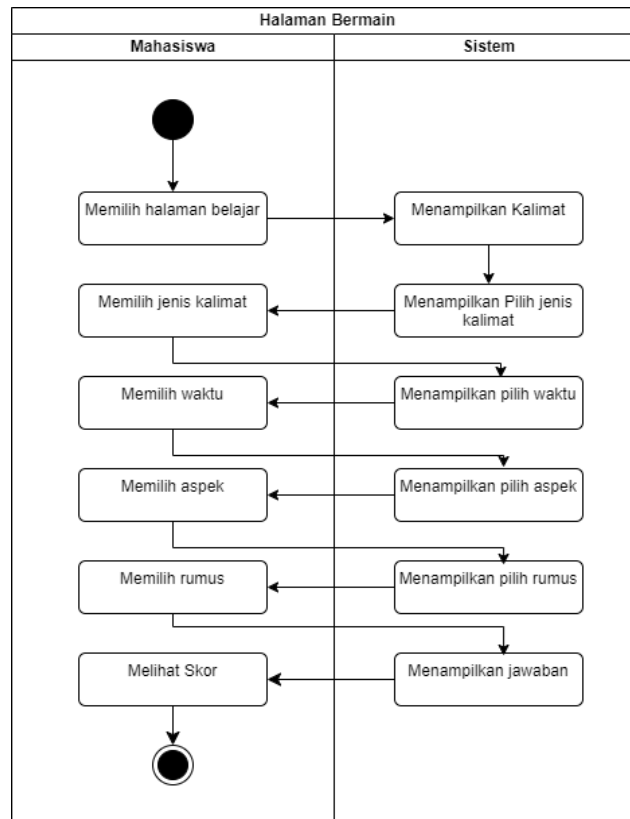 Halaman Bermain
Mahasiswa
Sistem
Memilih halaman belajar
Menampilkan Kalimat
Memilih jenis kalimat
Menampilkan Pilih jenis
kalimat
Memilih waktu
Menampilkan pilih waktu
Memilih aspek
Menampilkan pilih aspek
Memilih rumus
Menampilkan pilih rumus
Melihat Skor
Menampilkan jawaban